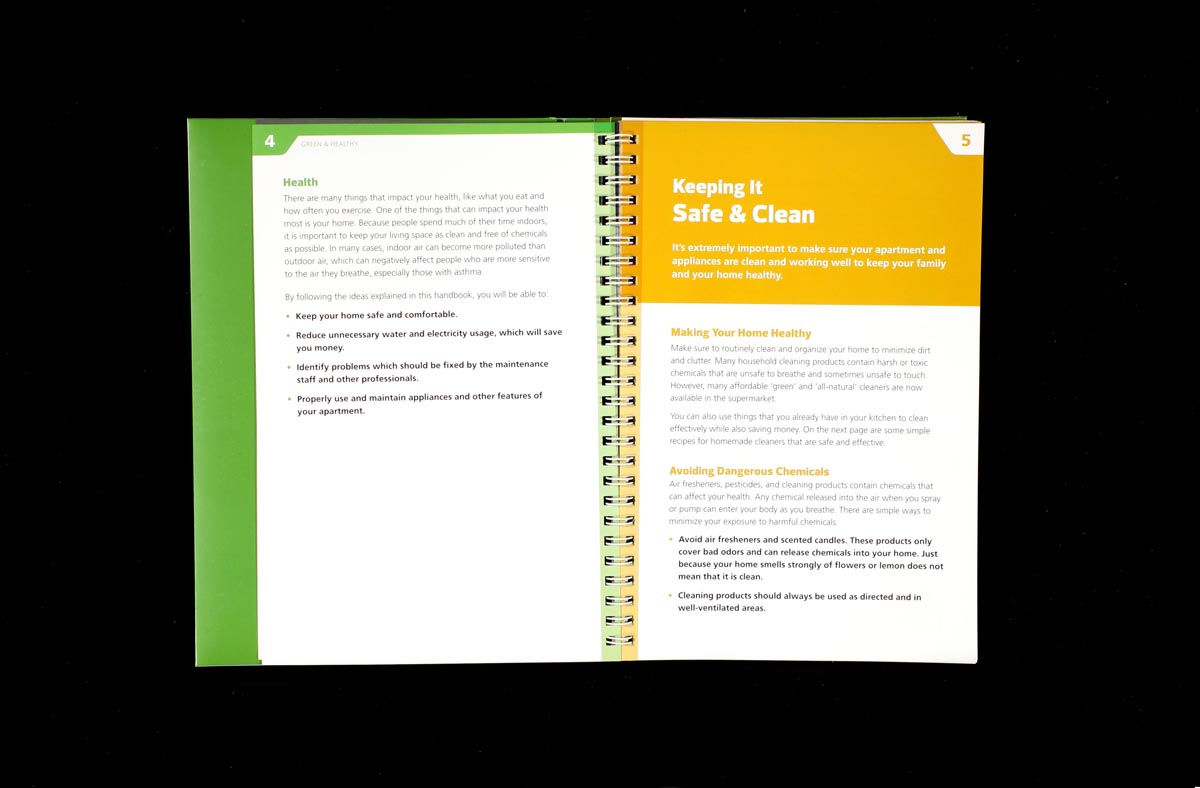 4
GREEN & HEALTHY
Health
There are many things that impact your health, like what you eat and
how often you exercise. One of the things that can impact your health
most is your home. Because people spend much of their time indoors,
it is important to keep your living space as clean and free of chemicals
as possible. In many cases, indoor air can become more polluted than
outdoor air, which can negatively affect people who are more sensitive
to the air they breathe, especially those with asthma.
By following the ideas explained in this handbook, you will be able to:
• Keep your home safe and comfortable.
• Reduce unnecessary water and electricity usage, which will save
you money.
• Identify problems which should be fixed by the maintenance
staff and other professionals.
• Properly use and maintain appliances and other features of
your apartment.
5
Keeping It
Safe & Clean
It's extremely important to make sure your apartment and
appliances are clean and working well to keep your family
and your home healthy.
Making Your Home Healthy
Make sure to routinely clean and organize your home to minimize dirt
and clutter. Many household cleaning products contain harsh or toxic
chemicals that are unsafe to breathe and sometimes unsafe to touch.
However, many affordable 'green' and 'all-natural' cleaners are now
available in the supermarket.
You can also use things that you already have in your kitchen to clean
effectively while also saving money. On the next page are some simple
recipes for homemade cleaners that are safe and effective.
Avoiding Dangerous Chemicals
Air fresheners, pesticides, and cleaning products contain chemicals that
can affect your health. Any chemical released into the air when you spray
or pump can enter your body as you breathe. There are simple ways to
minimize your exposure to harmful chemicals:
• Avoid air fresheners and scented candles. These products only
cover bad odors and can release chemicals into your home. Just
because your home smells strongly of flowers or lemon does not
mean that it is clean.
• Cleaning products should always be used as directed and in
well-ventilated areas.